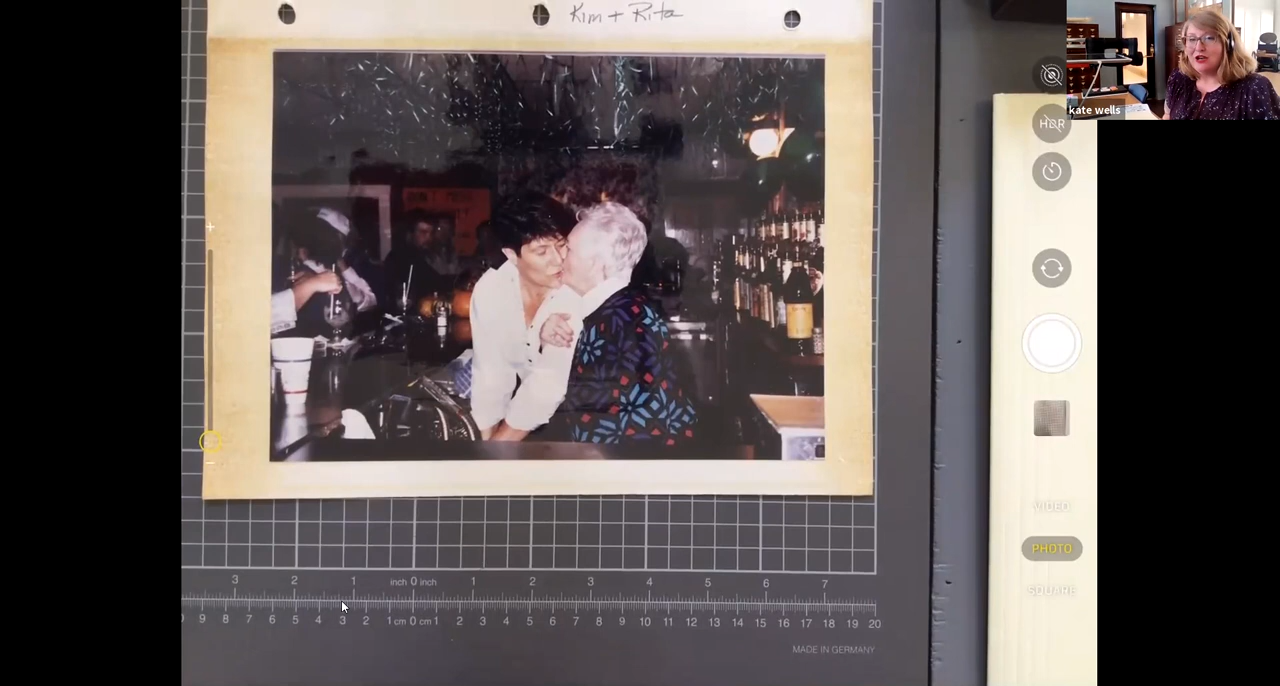 Kim + Rita
kate wells
HDR
VIDEO
PHOTO
SQUARE
3 2 1 inch 0 inch 1 2 3 4 5 6 7
9 8 7 6 5 4 3 2 1 cm 0 cm 1 2 3 4 5 6 7 8 9 10 11 12 13 14 15 16 17 18 19 20
MADE IN GERMANY